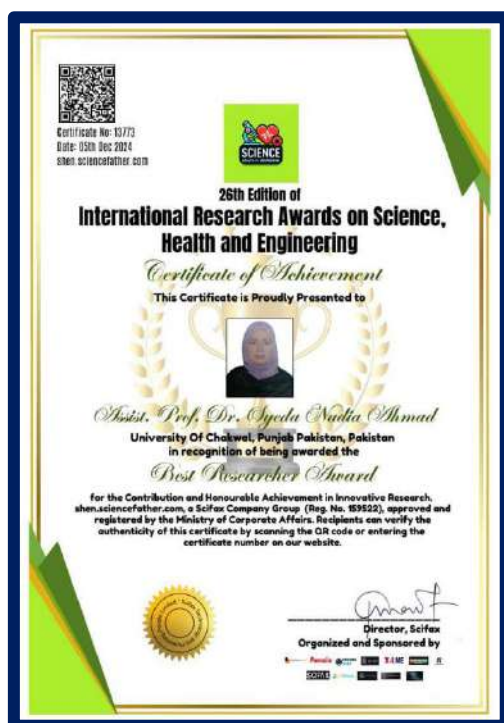 Certificate No: 13773
Date: 05th Dec 2024
shen.sciencefather.com
SCIENCE
26th Edition of
International Research Awards on Science,
Health and Engineering
Certificate of Achievement
This Certificate is Proudly Presented to
Assist. Prof. Dr. Syeda Nadia Ahmad
University Of Chakwal, Punjab Pakistan, Pakistan
in recognition of being awarded the
Best Researcher Award
for the Contribution and Honourable Achievement in Innovative Research.
shen.sciencefather.com, a Scifax Company Group (Reg. No. 159522), approved and
registered by the Ministry of Corporate Affairs. Recipients can verify the
authenticity of this certificate by scanning the QR code or entering the
certificate number on our website.
Director, Scifax
Organized and Sponsored by
Pencis